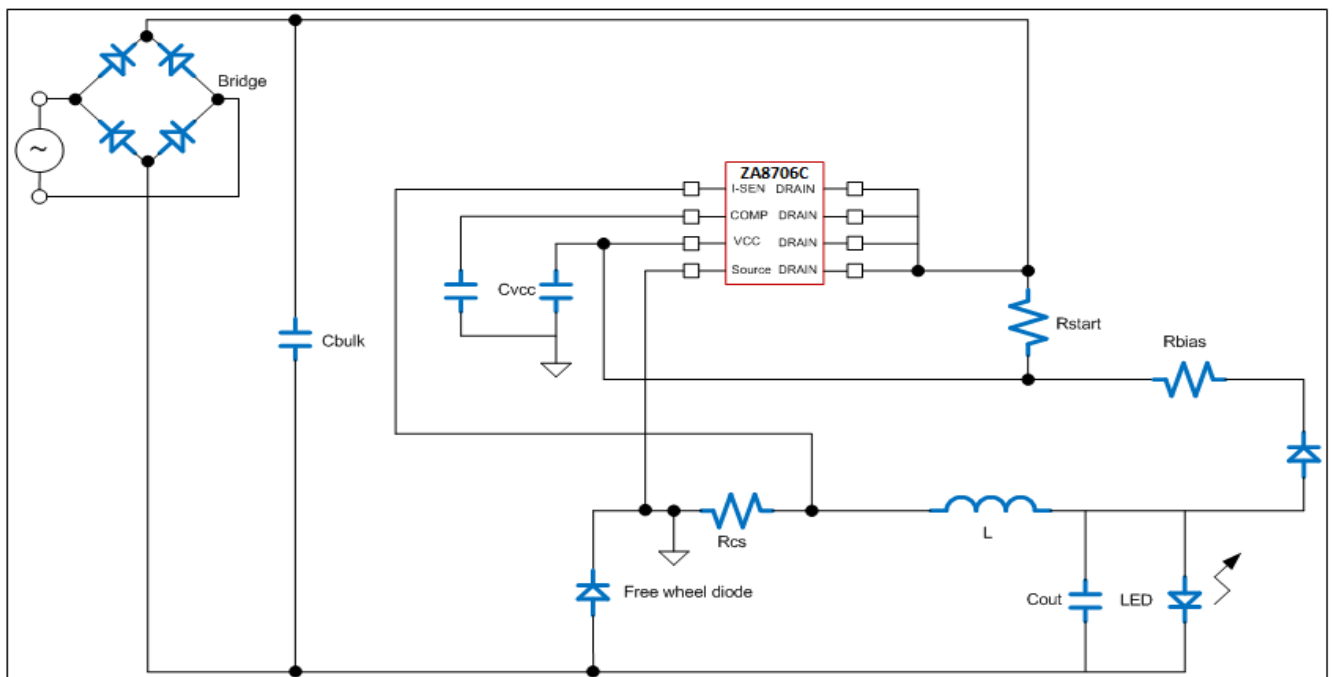 Bridge
~
ZA8706C
I-SEN DRAIN
COMP DRAIN
VCC DRAIN
Source DRAIN
Cvcc
Cbulk
Rstart
Rbias
Rcs
L
Free wheel diode
Cout
LED